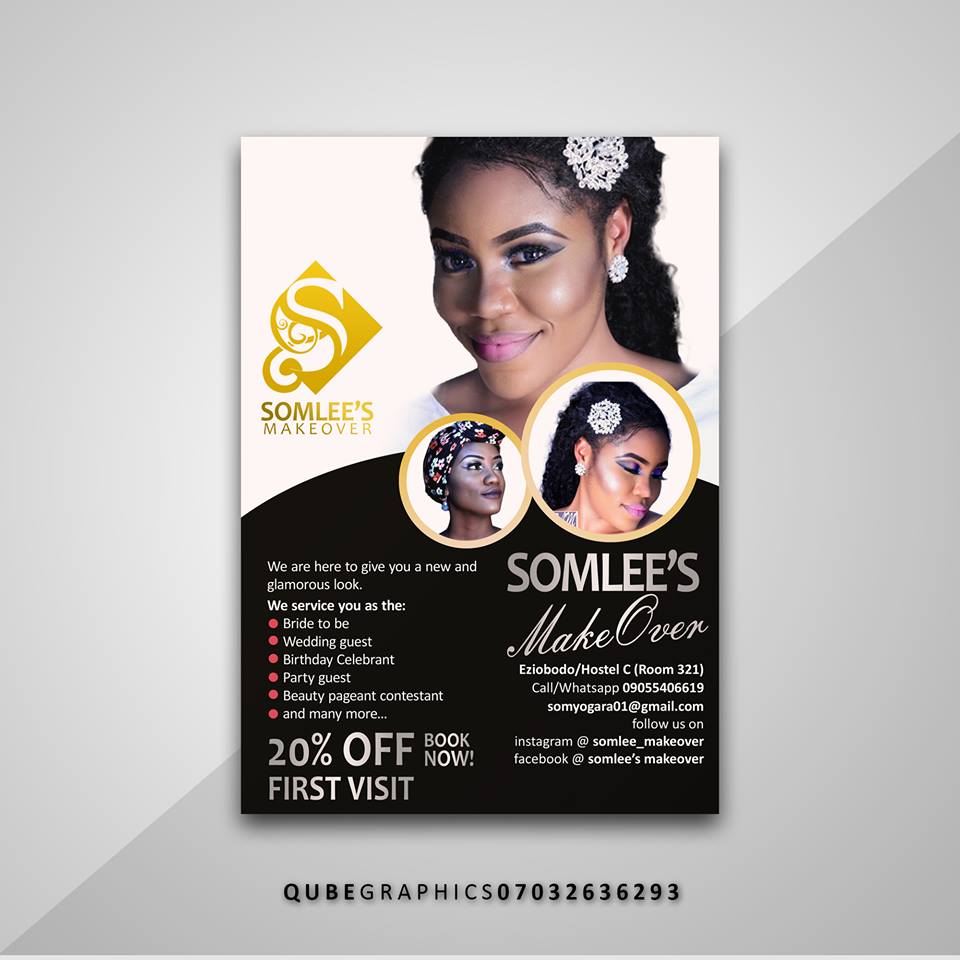 SOMLEE'S
MAKEOVER
We are here to give you a new and
glamorous look.
We service you as the:
Bride to be
Wedding guest
Birthday Celebrant
Party guest
Beauty pageant contestant
and many more...
20% OFF BOOK
NOW!
FIRST VISIT
SOMLEE'S
MakeOver
Eziobodo/Hostel C (Room 321)
Call/Whatsapp 09055406619
somyogara01@gmail.com
follow us on
instagram @ somlee_makeover
facebook @ somlee's makeover
QUBEGRAPHICS07032636293